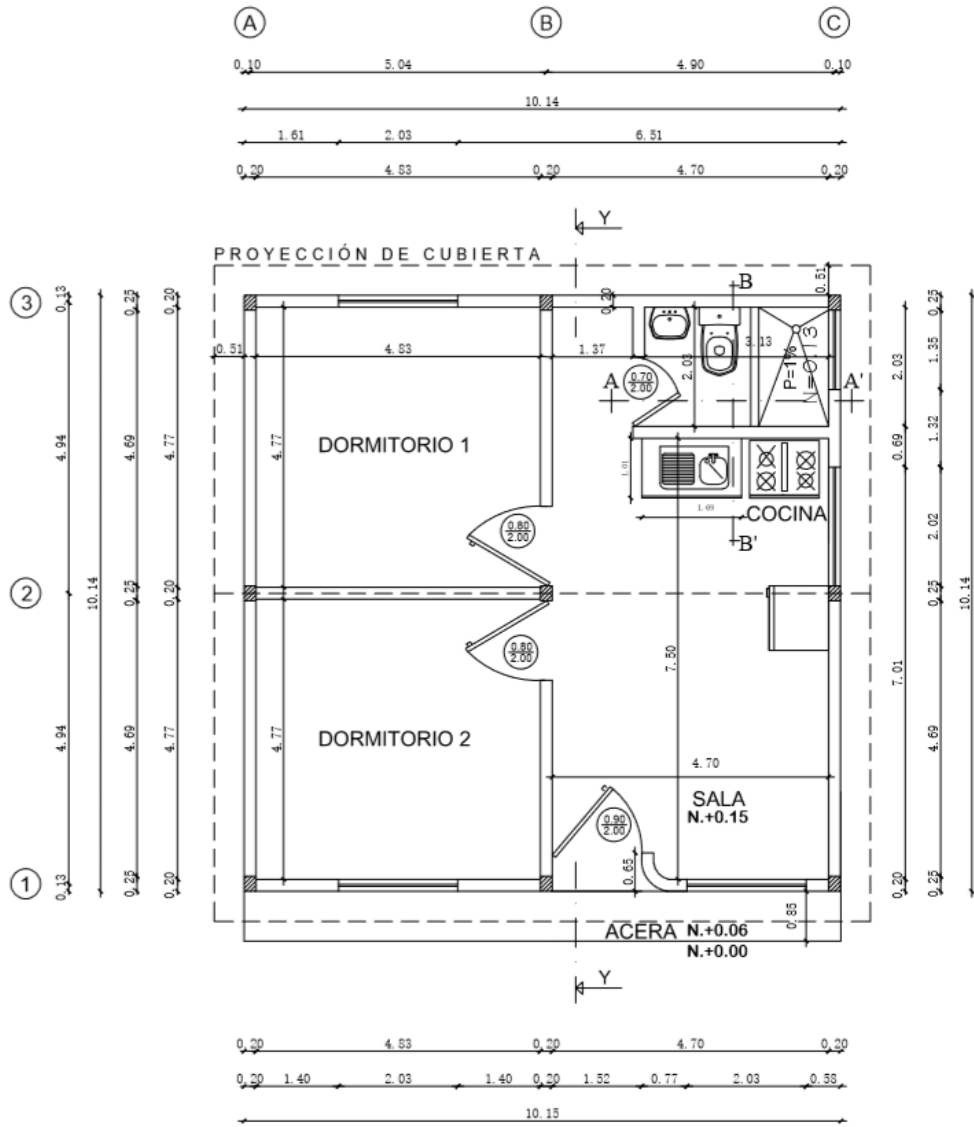 A B C
0.10 5.04 4.90 0.10
10.14
1.61 2.03 6.51
0.20 4.83 0.20 4.70 0.20
Y
PROYECCIÓN DE CUBIERTA
3
0.13 0.25 0.20
0.20
B
0.51
0.25
0.51 4.83 1.37 3.13
2.03
P=1%
N=0.13
2.03 1.35
A 0.70 A'
2.00
4.94 4.69 4.77
4.77
DORMITORIO 1
1.32
0.69
1.01
1.09
COCINA
B'
2.02
0.80
2.00
2
10.14
0.25 0.20
0.25
10.14
0.80
2.00
7.50
7.01
4.94 4.69 4.77
4.77
DORMITORIO 2
4.69
4.70
SALA
N.+0.15
0.90
2.00
0.65
1
0.13 0.25 0.20
0.20 0.25
0.85
ACERA N.+0.06
N.+0.00
Y
0.20 4.83 0.20 4.70 0.20
0.20 1.40 2.03 1.40 0.20 1.52 0.77 2.03 0.58
10.15